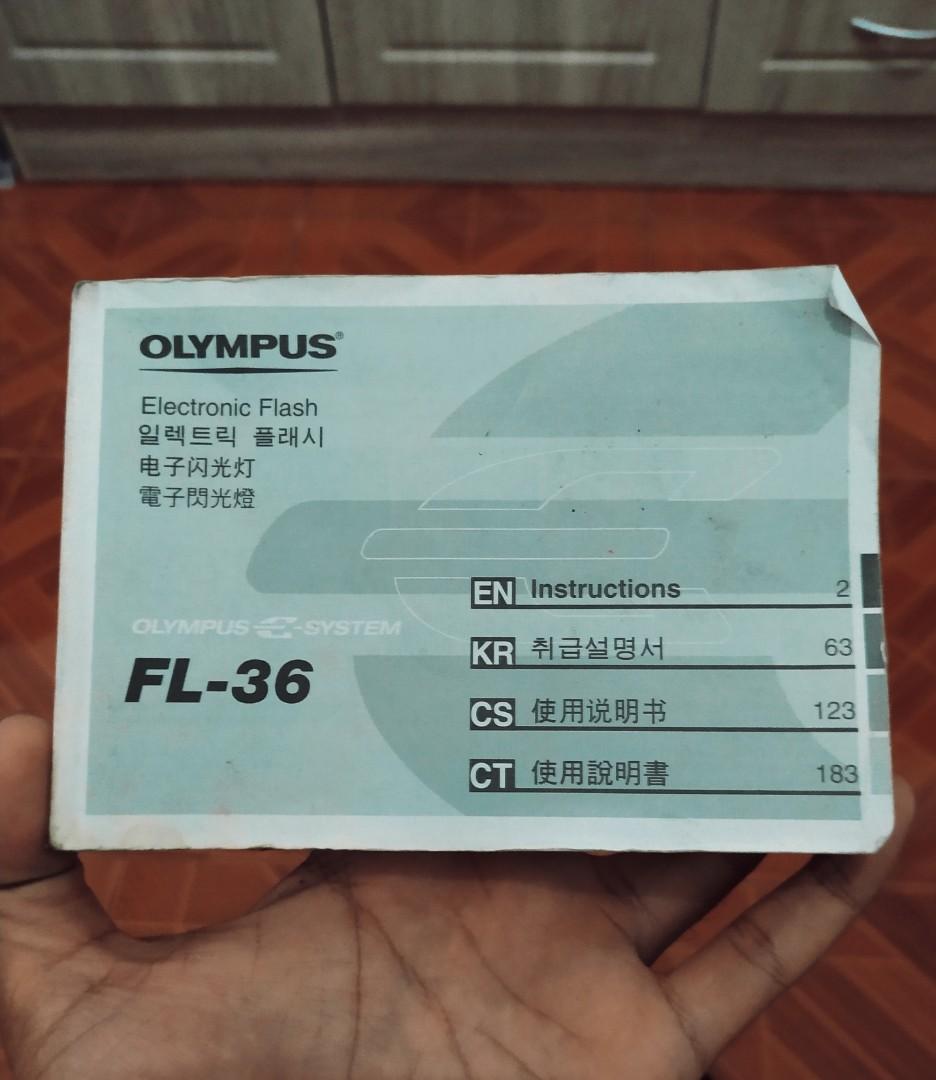 OLYMPUS®
Electronic Flash
일렉트릭 플래시
电子闪光灯
電子閃光燈
OLYMPUS E-SYSTEM
FL-36
EN Instructions 2
KR 취급설명서 63
CS 使用说明书 123
CT 使用說明書 183